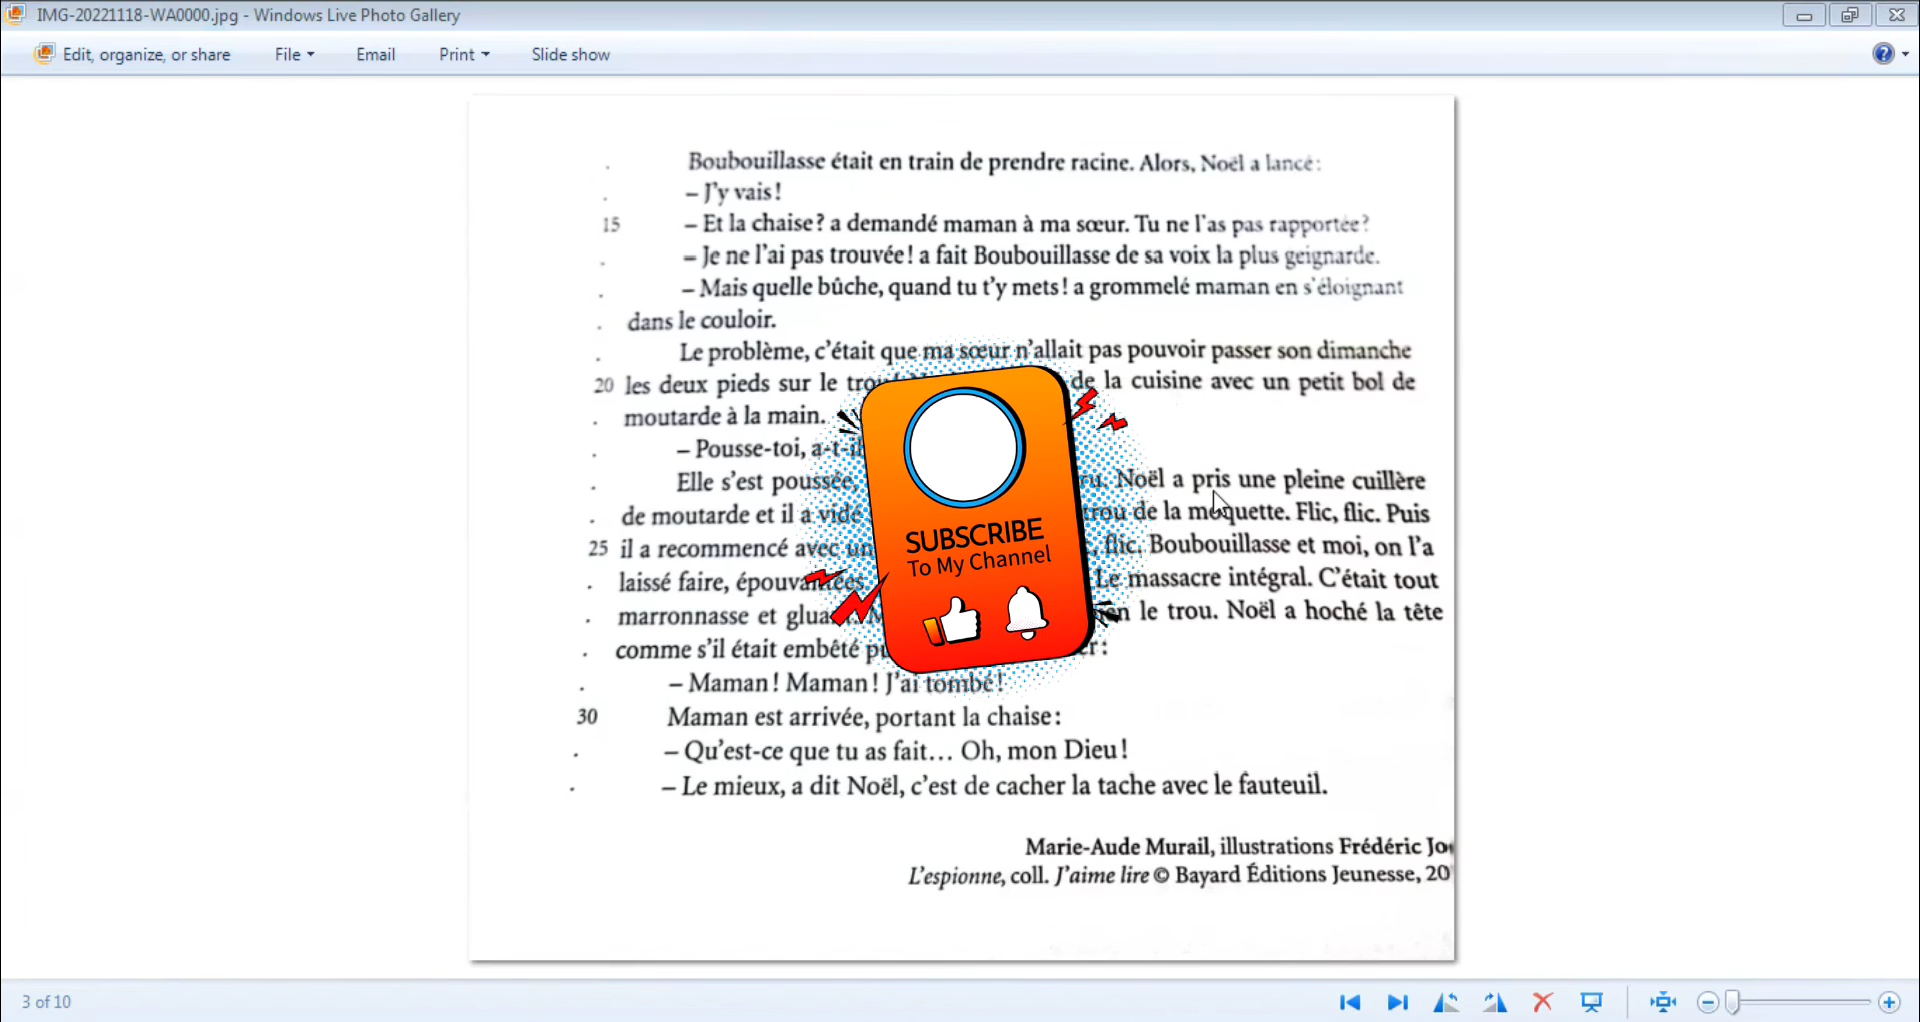 IMG-20221118-WA0000.jpg - Windows Live Photo Gallery
Edit, organize, or share File Email Print Slide show
Boubouillasse était en train de prendre racine. Alors, Noël a lancé :
– J'y vais !
15 – Et la chaise ? a demandé maman à ma sœur. Tu ne l'as pas rapportée ?
– Je ne l'ai pas trouvée ! a fait Boubouillasse de sa voix la plus geignarde.
– Mais quelle bûche, quand tu t'y mets ! a grommelé maman en s'éloignant
dans le couloir.
Le problème, c'était que ma sœur n'allait pas pouvoir passer son dimanche
20 les deux pieds sur le de la cuisine avec un petit bol de
moutarde à la main.
– Pousse-toi, a-t-il
Elle s'est poussée, Noël a pris une pleine cuillère
de moutarde et il a vidé trou de la moquette. Flic, flic. Puis
25 il a recommencé avec flic. Boubouillasse et moi, on l'a
laissé faire, épouvantées. Le massacre intégral. C'était tout
marronnasse et le trou. Noël a hoché la tête
comme s'il était embêté
– Maman ! Maman ! J'ai tombé !
30 Maman est arrivée, portant la chaise :
– Qu'est-ce que tu as fait… Oh, mon Dieu !
– Le mieux, a dit Noël, c'est de cacher la tache avec le fauteuil.
Marie-Aude Murail, illustrations Frédéric
L'espionne, coll. J'aime lire © Bayard Éditions Jeunesse, 20
SUBSCRIBE
To My Channel
3 of 10